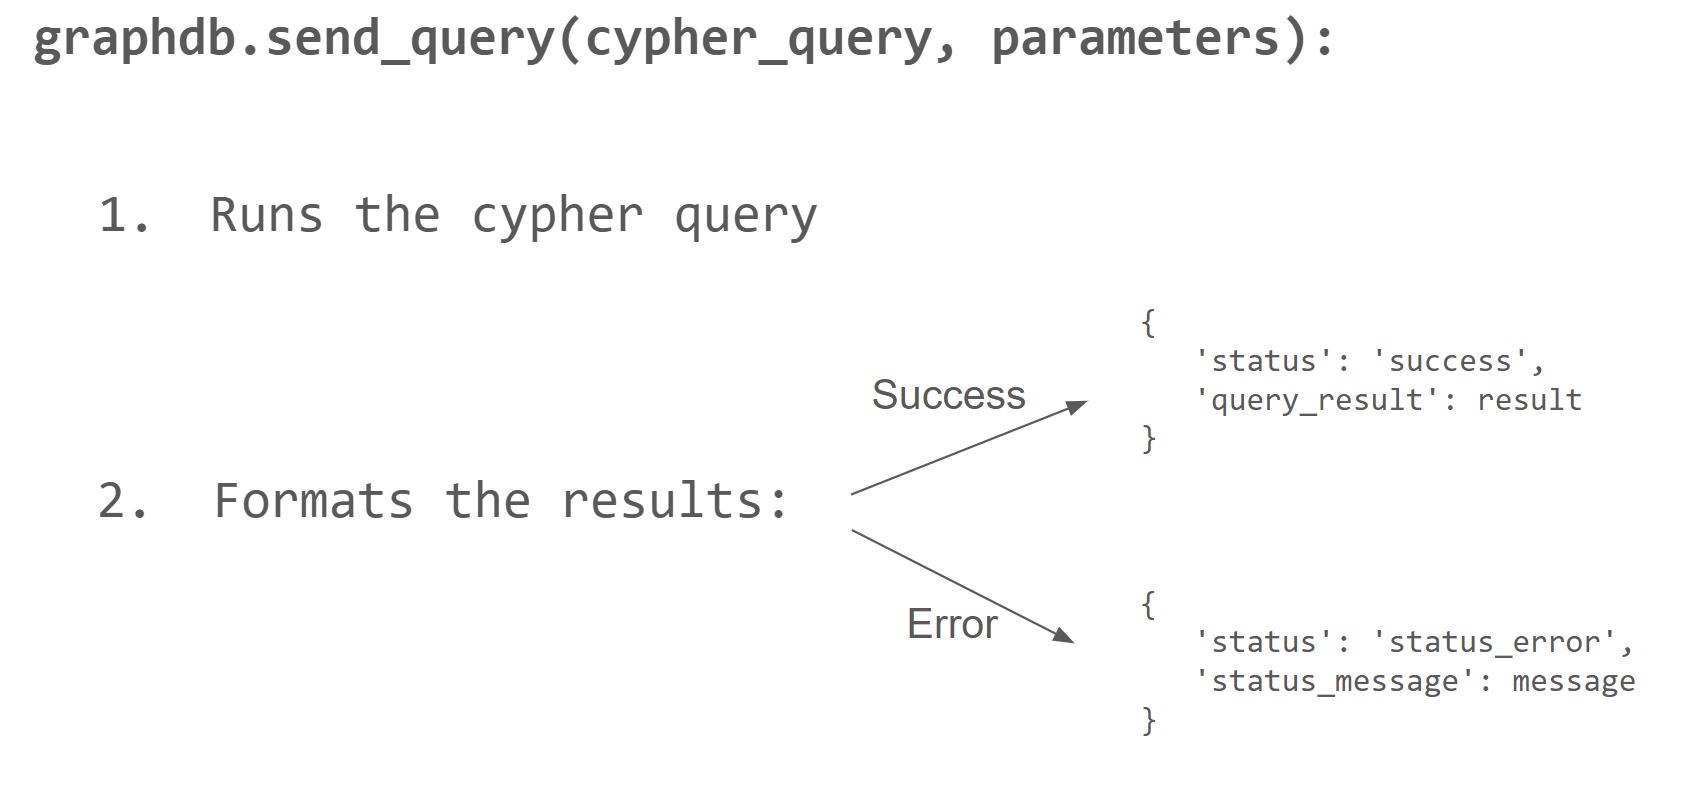 graphdb.send_query(cypher_query, parameters):
1. Runs the cypher query
2. Formats the results:
Success
{
'status': 'success',
'query_result': result
}
Error
{
'status': 'status_error',
'status_message': message
}